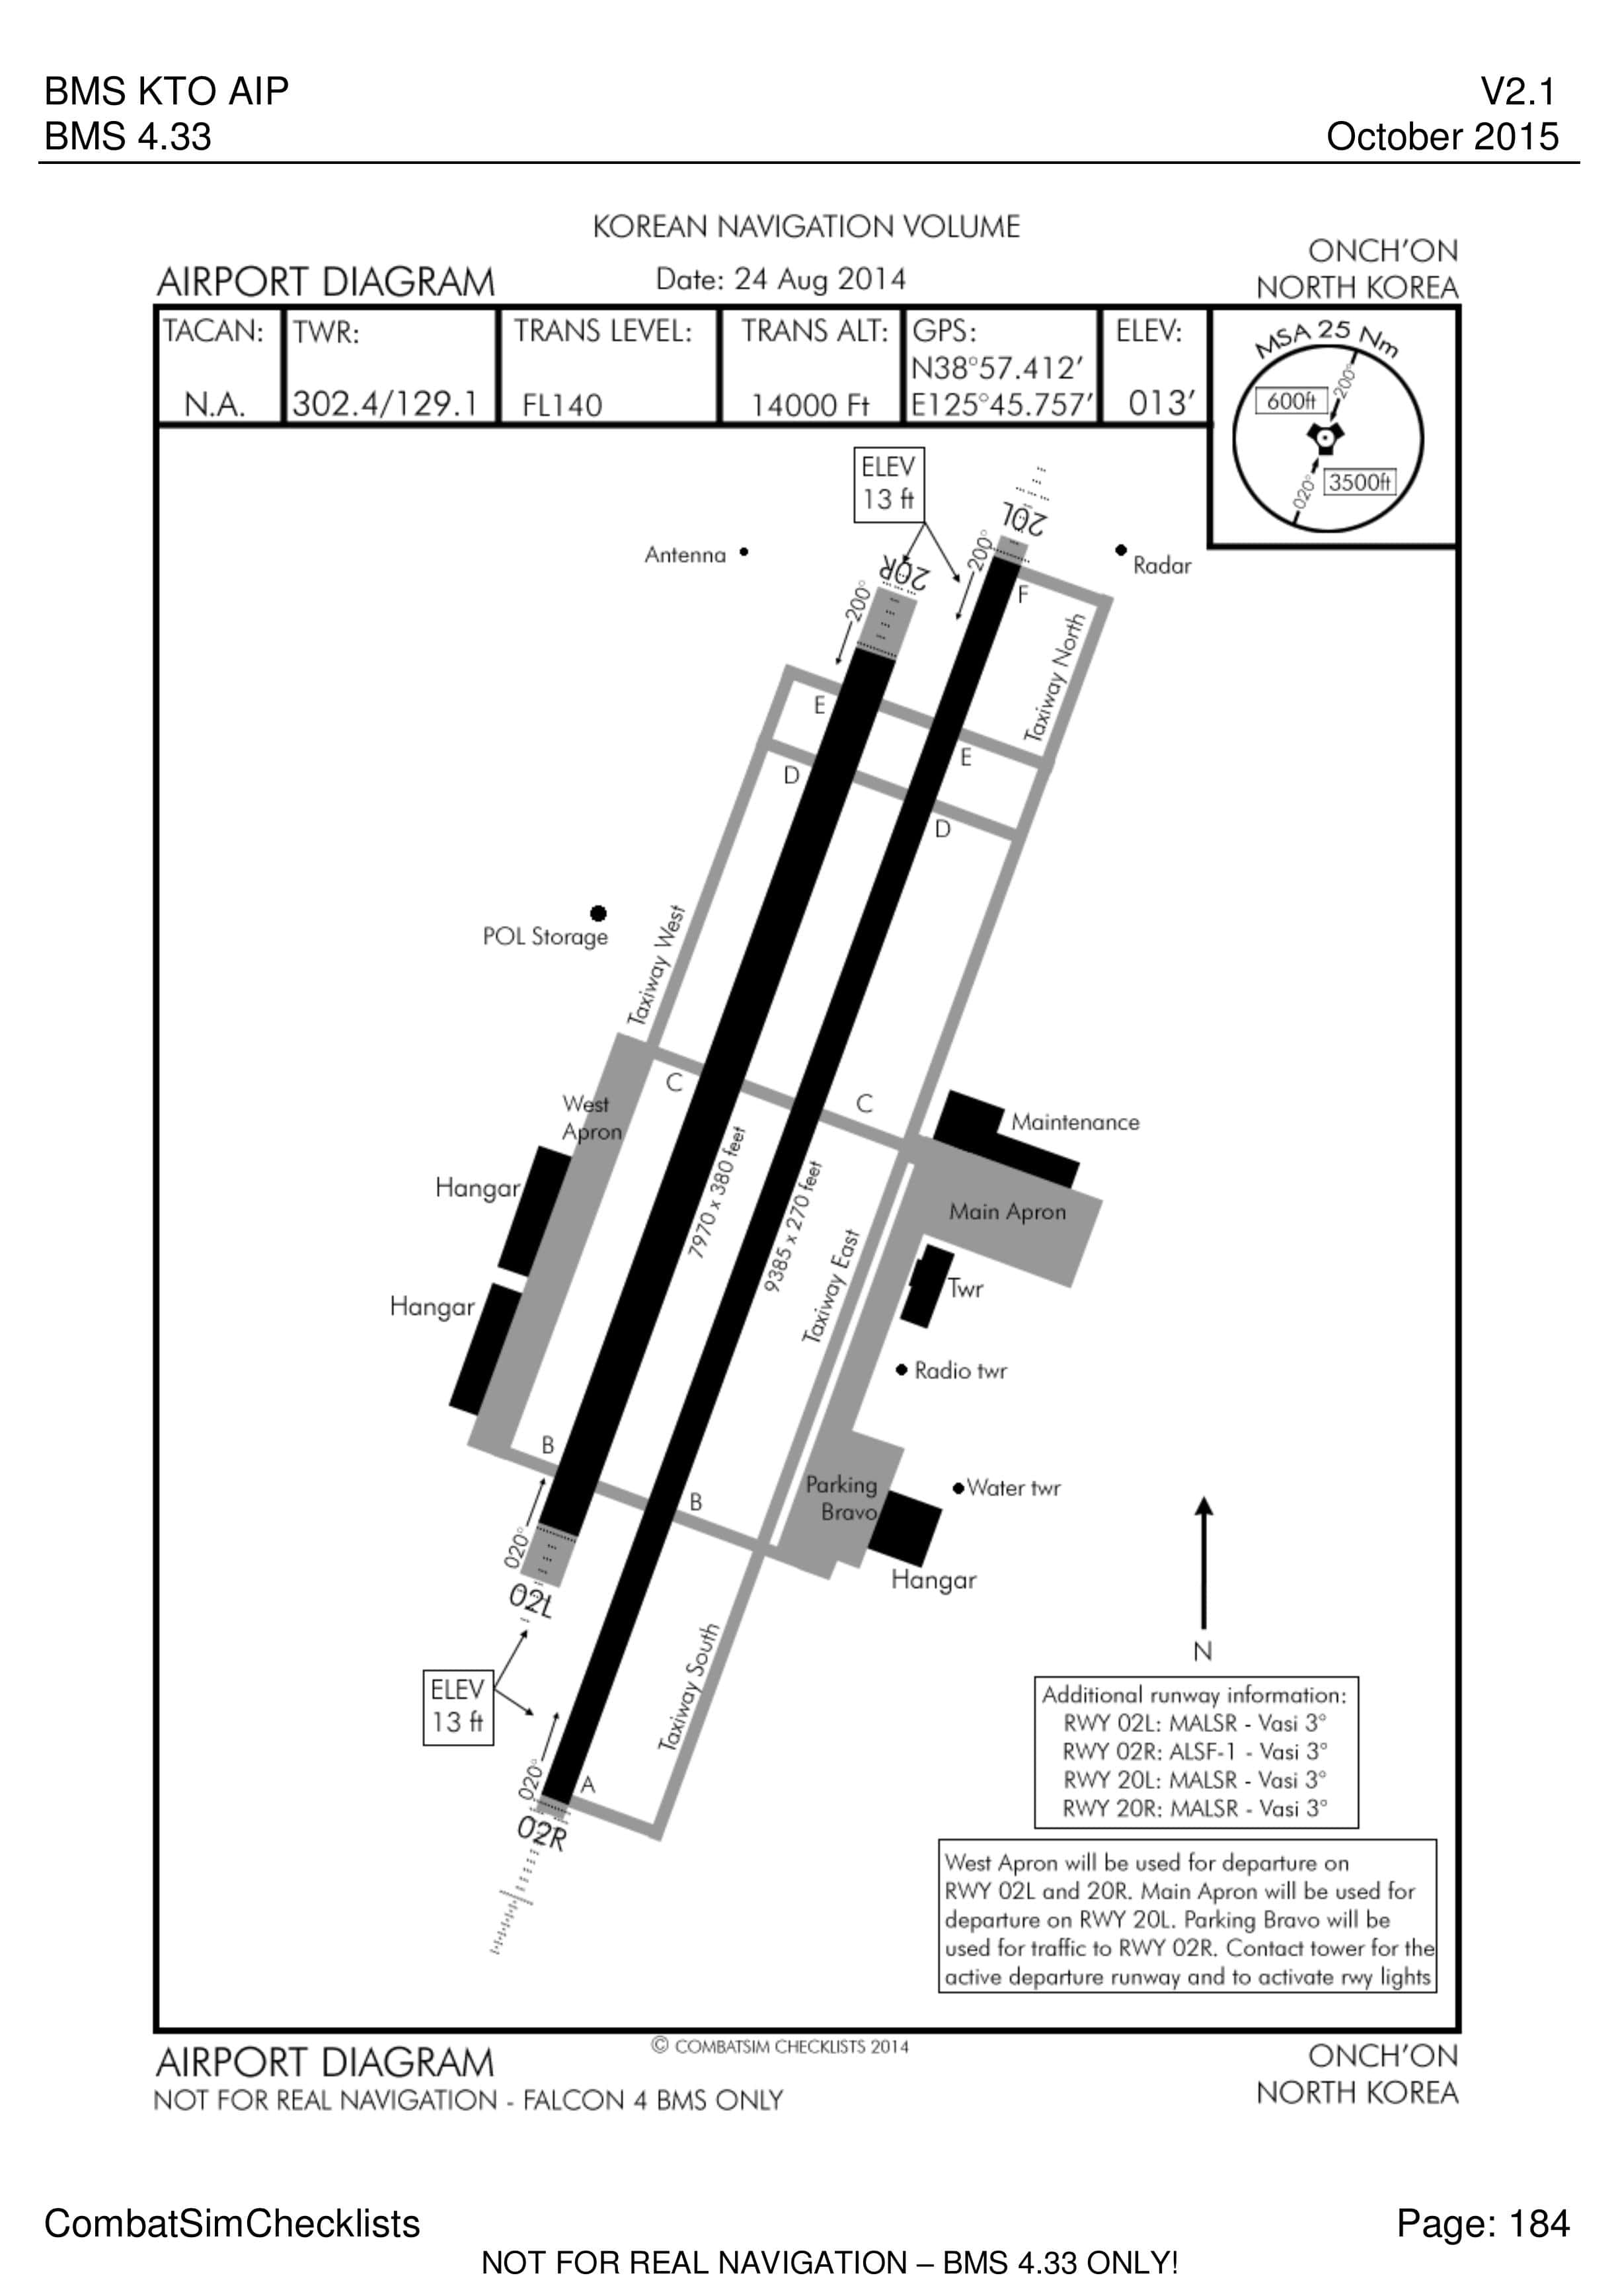 BMS KTO AIP
V2.1
BMS 4.33
October 2015
KOREAN NAVIGATION VOLUME
ONCH'ON
AIRPORT DIAGRAM
Date: 24 Aug 2014
NORTH KOREA
TACAN:
N.A.
TWR:
302.4/129.1
TRANS LEVEL:
FL140
TRANS ALT:
14000 Ft
GPS:
N38°57.412'
E125°45.757'
ELEV:
013'
MSA 25 Nm
600ft
200°
020°
3500ft
ELEV
13 ft
20L
200°
Antenna
Radar
20R
200°
F
Taxiway North
E
E
D
D
Taxiway West
POL Storage
C
C
West
Apron
Maintenance
7970 x 380 feet
9385 x 270 feet
Hangar
Main Apron
Taxiway East
Twr
Hangar
Radio twr
B
B
Parking
Bravo
Water twr
020°
Hangar
02L
N
Taxiway South
ELEV
13 ft
020°
A
02R
Additional runway information:
RWY 02L: MALSR - Vasi 3°
RWY 02R: ALSF-1 - Vasi 3°
RWY 20L: MALSR - Vasi 3°
RWY 20R: MALSR - Vasi 3°
West Apron will be used for departure on
RWY 02L and 20R. Main Apron will be used for
departure on RWY 20L. Parking Bravo will be
used for traffic to RWY 02R. Contact tower for the
active departure runway and to activate rwy lights
© COMBATSIM CHECKLISTS 2014
AIRPORT DIAGRAM
ONCH'ON
NOT FOR REAL NAVIGATION - FALCON 4 BMS ONLY
NORTH KOREA
CombatSimChecklists
Page: 184
NOT FOR REAL NAVIGATION – BMS 4.33 ONLY!